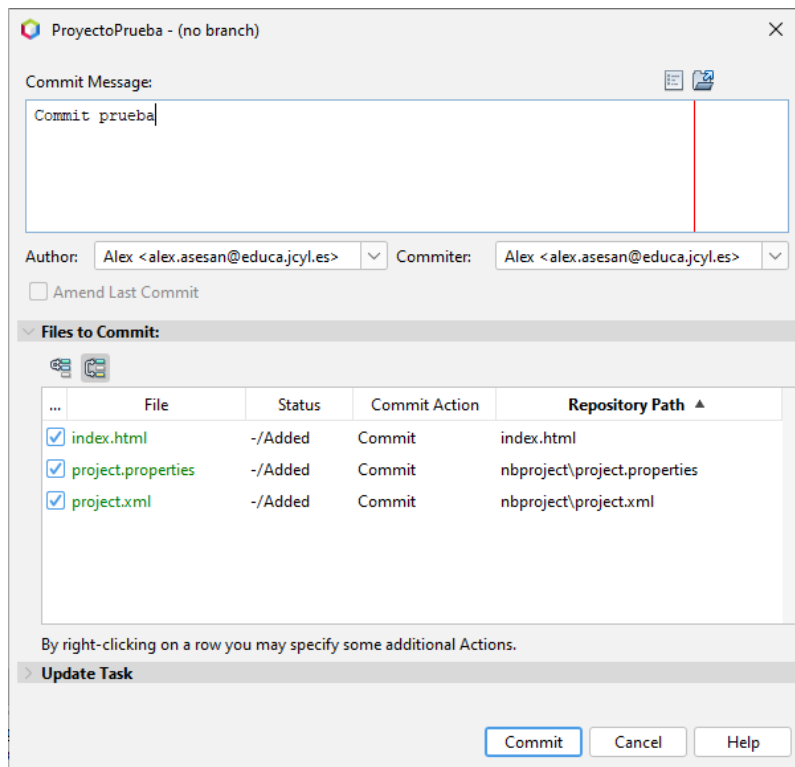 ProyectoPrueba - (no branch)
Commit Message:
Commit prueba
Author: Alex <alex.asesan@educa.jcyl.es> Commiter: Alex <alex.asesan@educa.jcyl.es>
Amend Last Commit
Files to Commit:
... File Status Commit Action Repository Path
index.html -/Added Commit index.html
project.properties -/Added Commit nbproject\project.properties
project.xml -/Added Commit nbproject\project.xml
By right-clicking on a row you may specify some additional Actions.
Update Task
Commit Cancel Help